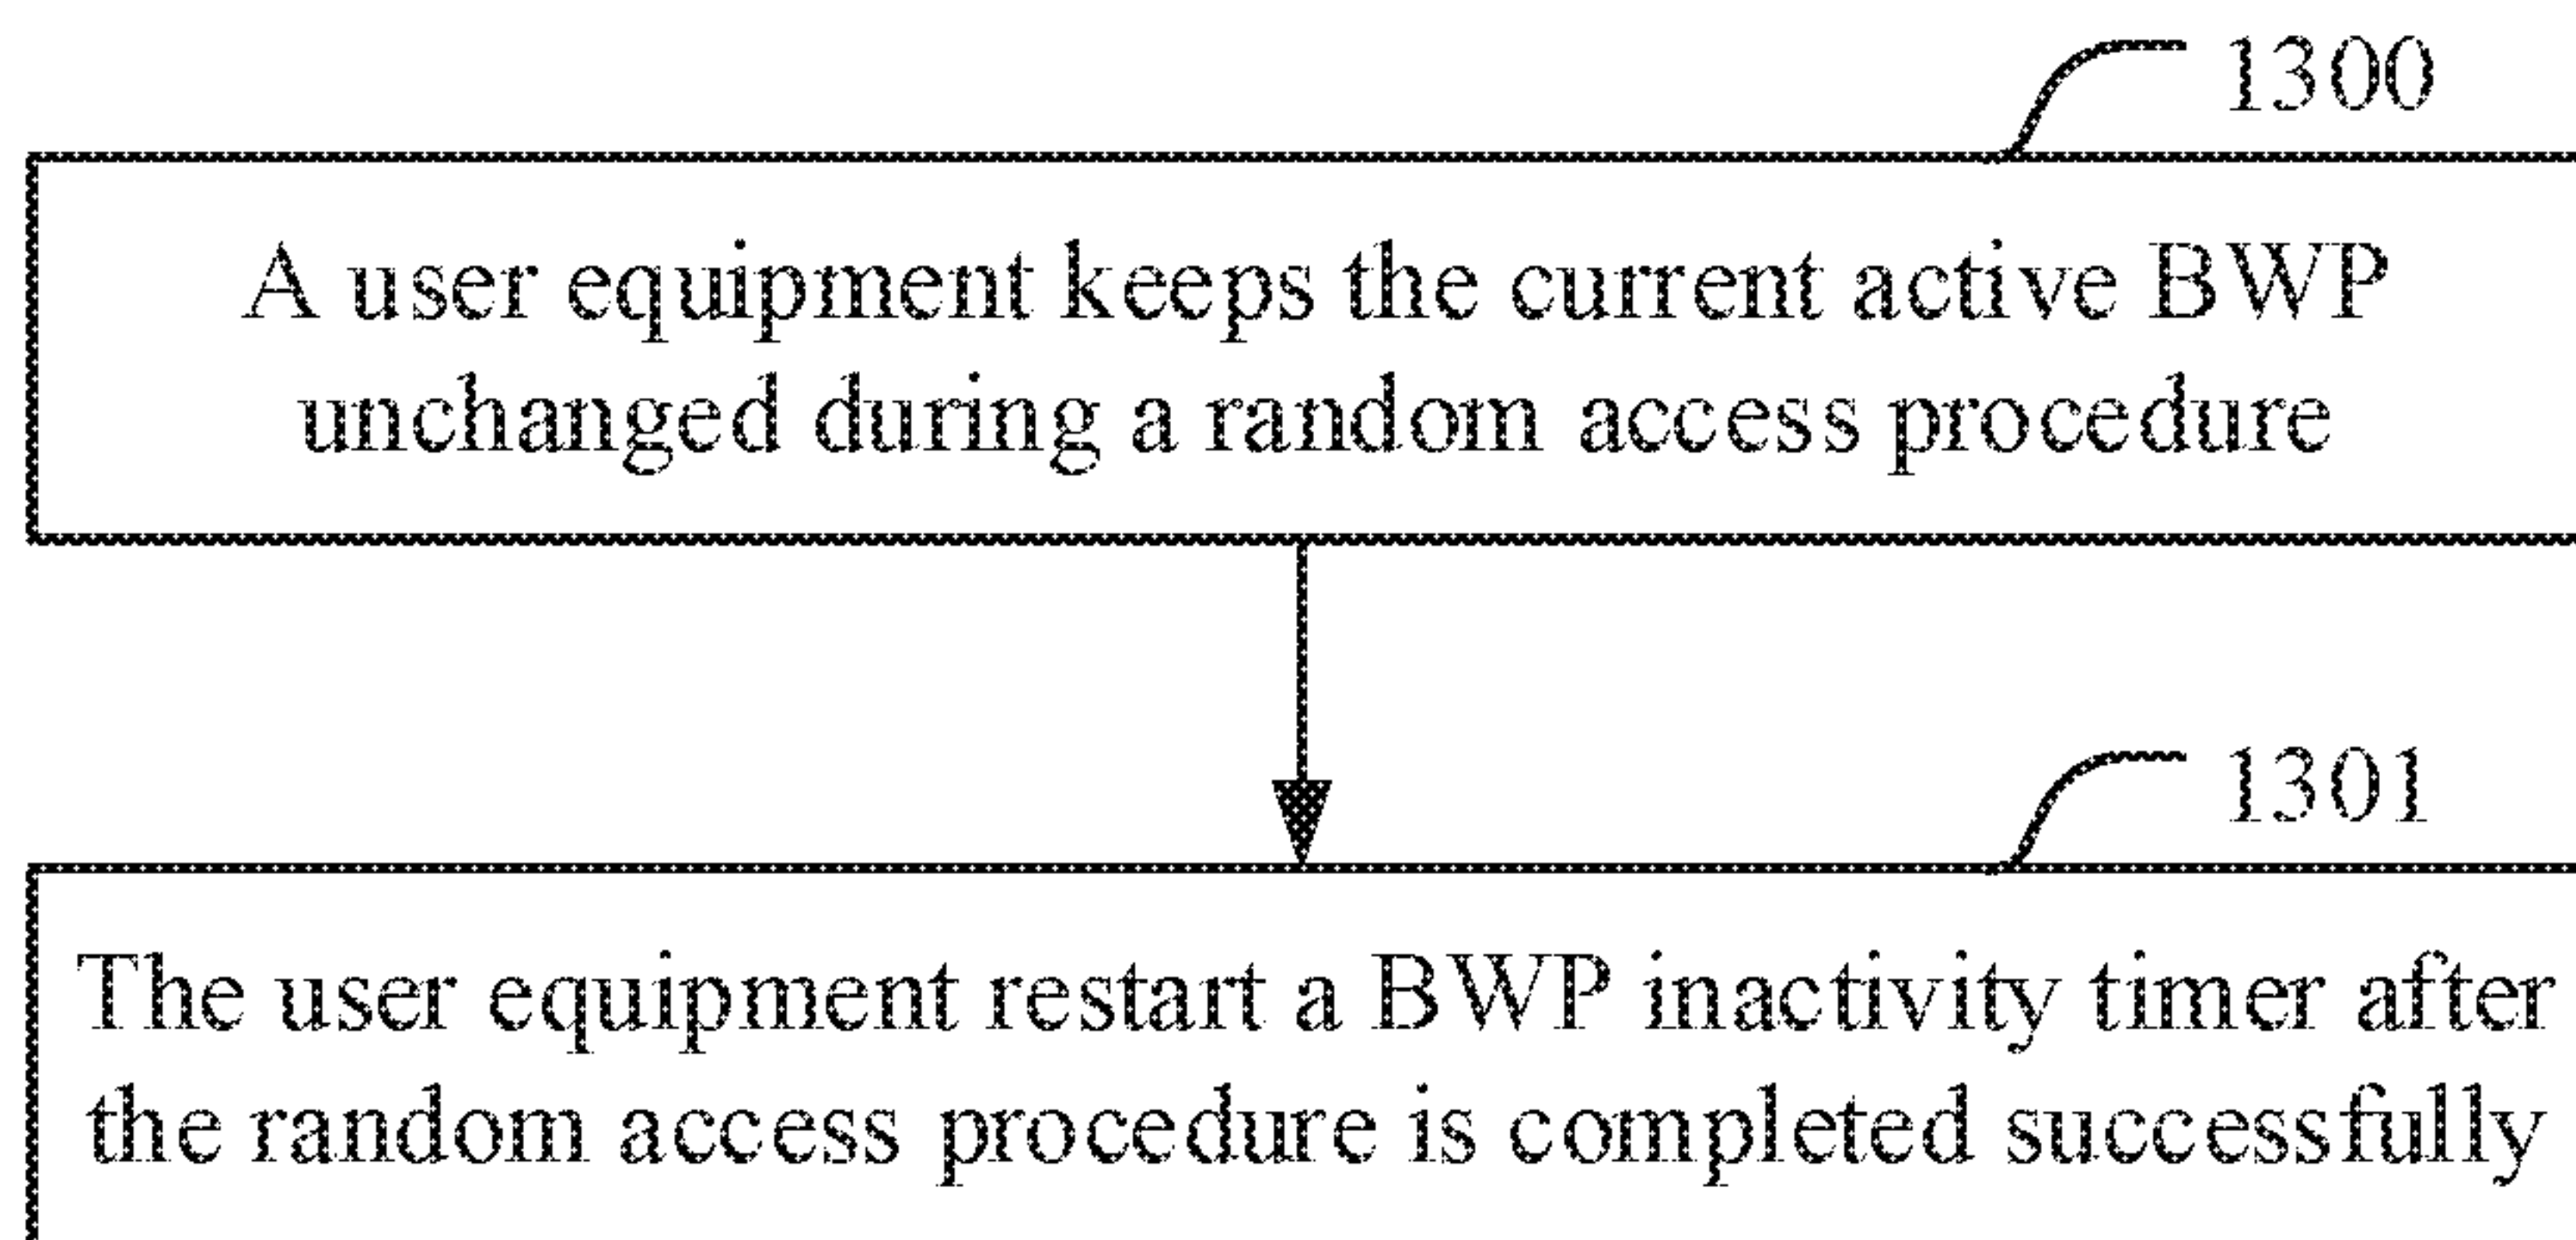 1300
A user equipment keeps the current active BWP
unchanged during a random access procedure
1301
The user equipment restart a BWP inactivity timer after
the random access procedure is completed successfully